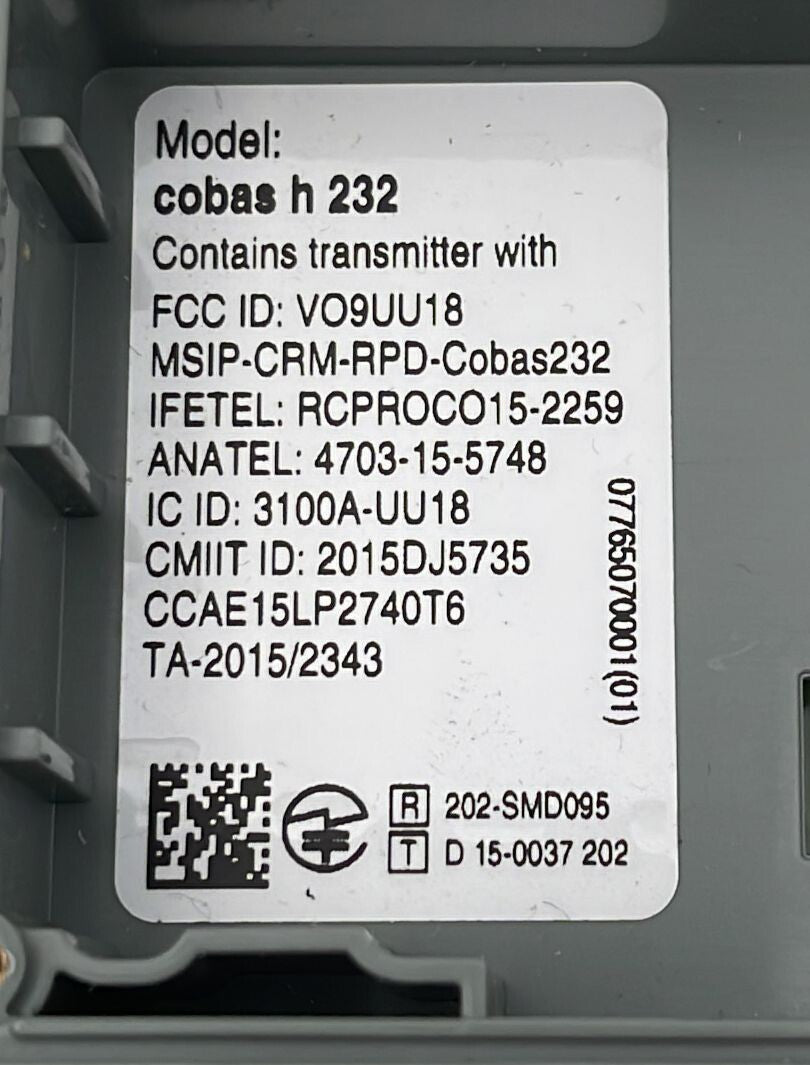 Model:
cobas h 232
Contains transmitter with
FCC ID: VO9UU18
MSIP-CRM-RPD-Cobas232
IFETEL: RCPROCO15-2259
ANATEL: 4703-15-5748
IC ID: 3100A-UU18
CMIIT ID: 2015DJ5735
CCAE15LP2740T6
TA-2015/2343
07765070001(01)
R 202-SMD095
T D 15-0037 202